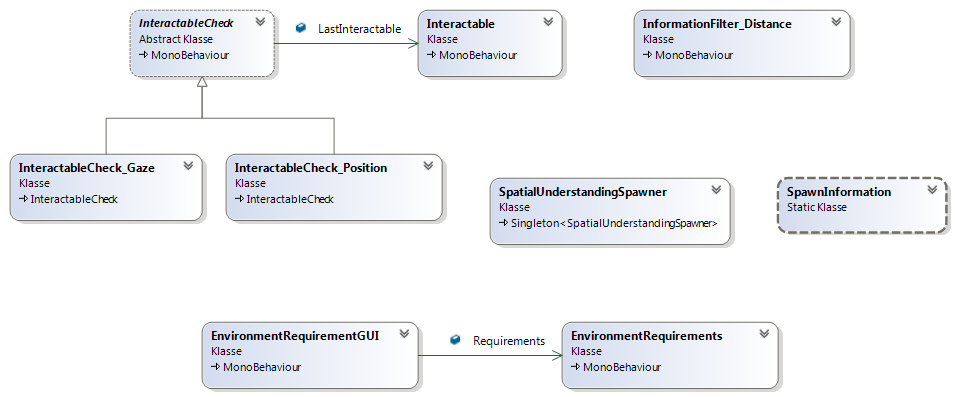 InteractableCheck
Abstract Klasse
MonoBehaviour
LastInteractable
Interactable
Klasse
MonoBehaviour
InformationFilter_Distance
Klasse
MonoBehaviour
InteractableCheck_Gaze
Klasse
InteractableCheck
InteractableCheck_Position
Klasse
InteractableCheck
SpatialUnderstandingSpawner
Klasse
Singleton<SpatialUnderstandingSpawner>
SpawnInformation
Static Klasse
EnvironmentRequirementGUI
Klasse
MonoBehaviour
Requirements
EnvironmentRequirements
Klasse
MonoBehaviour